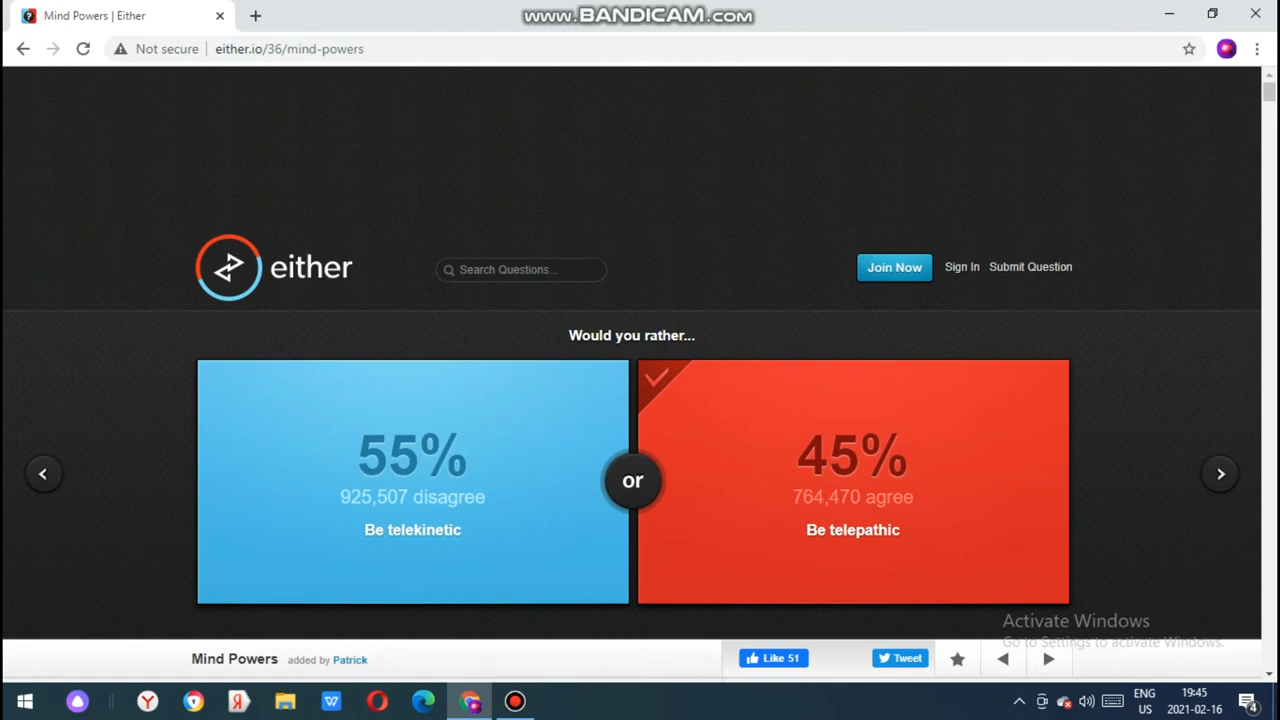 Mind Powers | Either
www.BANDICAM.com
Not secure
either.io/36/mind-powers
either
Search Questions...
Join Now
Sign In
Submit Question
Would you rather...
55%
925,507 disagree
Be telekinetic
or
45%
764,470 agree
Be telepathic
Activate Windows
Go to Settings to activate Windows.
Mind Powers
added by Patrick
Like 51
Tweet
ENG
US
19:45
2021-02-16
4